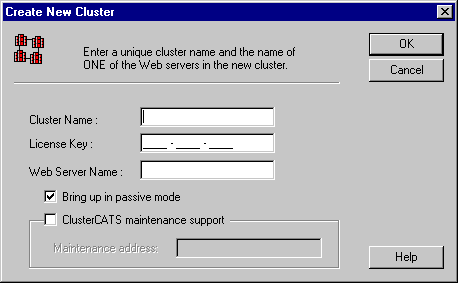 Create New Cluster
Enter a unique cluster name and the name of
ONE of the Web servers in the new cluster.
OK
Cancel
Cluster Name :
License Key :
____ - ____ - ____
Web Server Name :
Bring up in passive mode
ClusterCATS maintenance support
Maintenance address:
Help